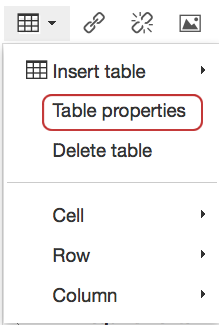 Insert table
Table properties
Delete table
Cell
Row
Column